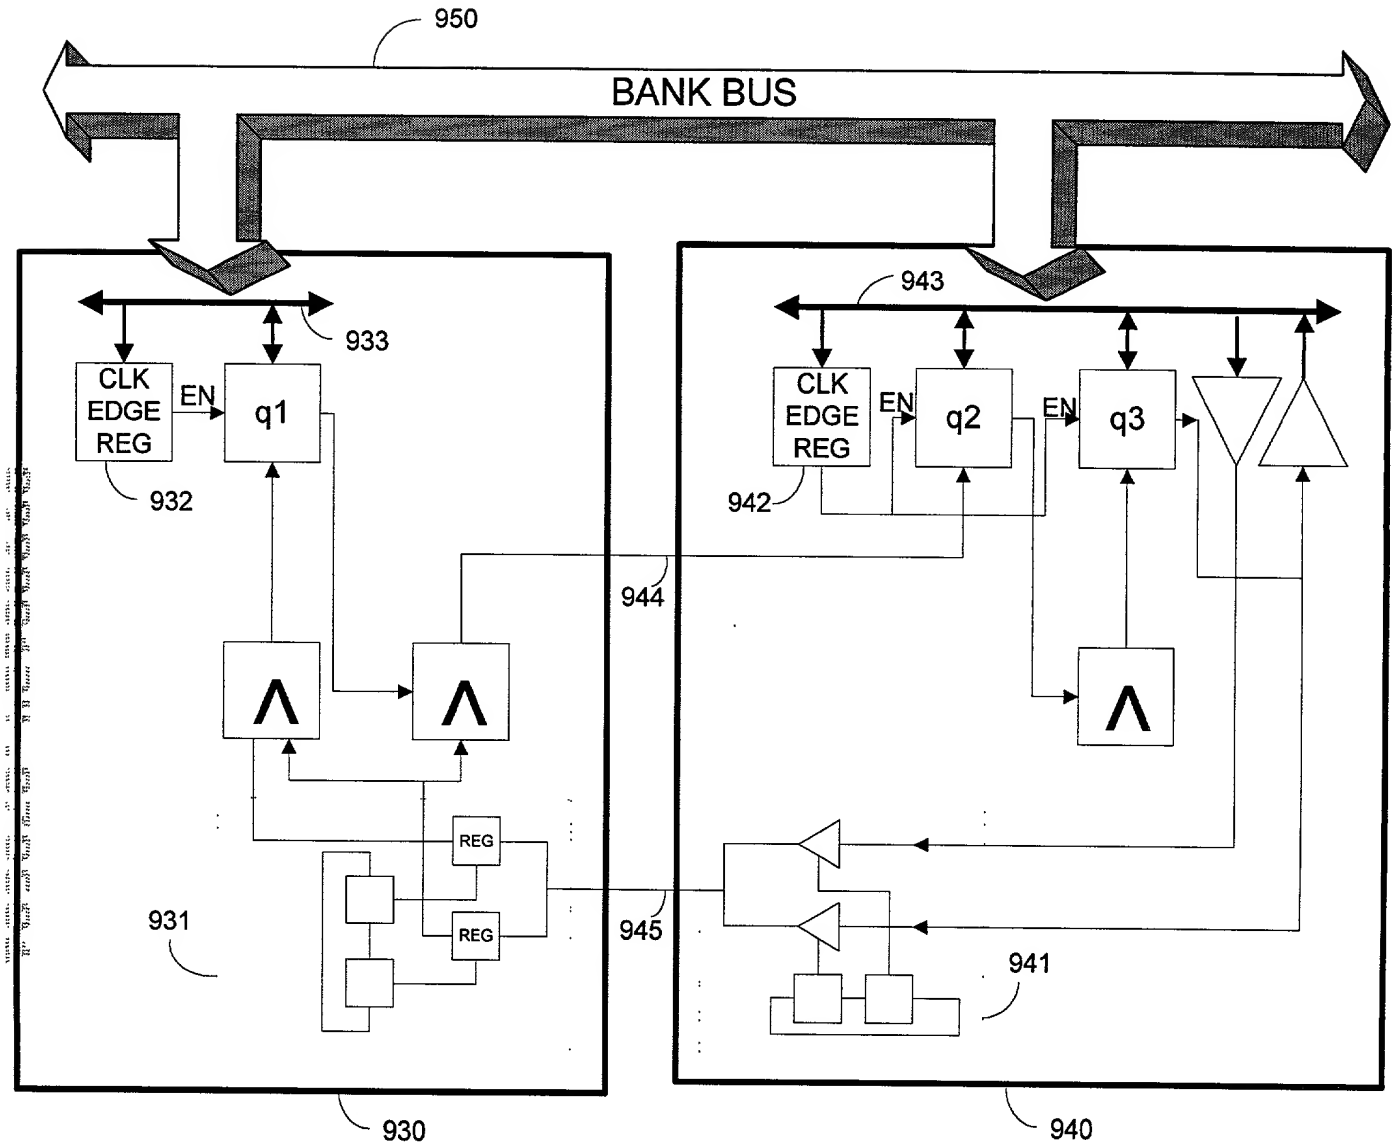 950
BANK BUS
943
933
CLK
EDGE
REG
EN
q1
932
CLK
EDGE
REG
EN
q2
EN
q3
942
944
Λ
Λ
Λ
REG
REG
931
945
941
930
940